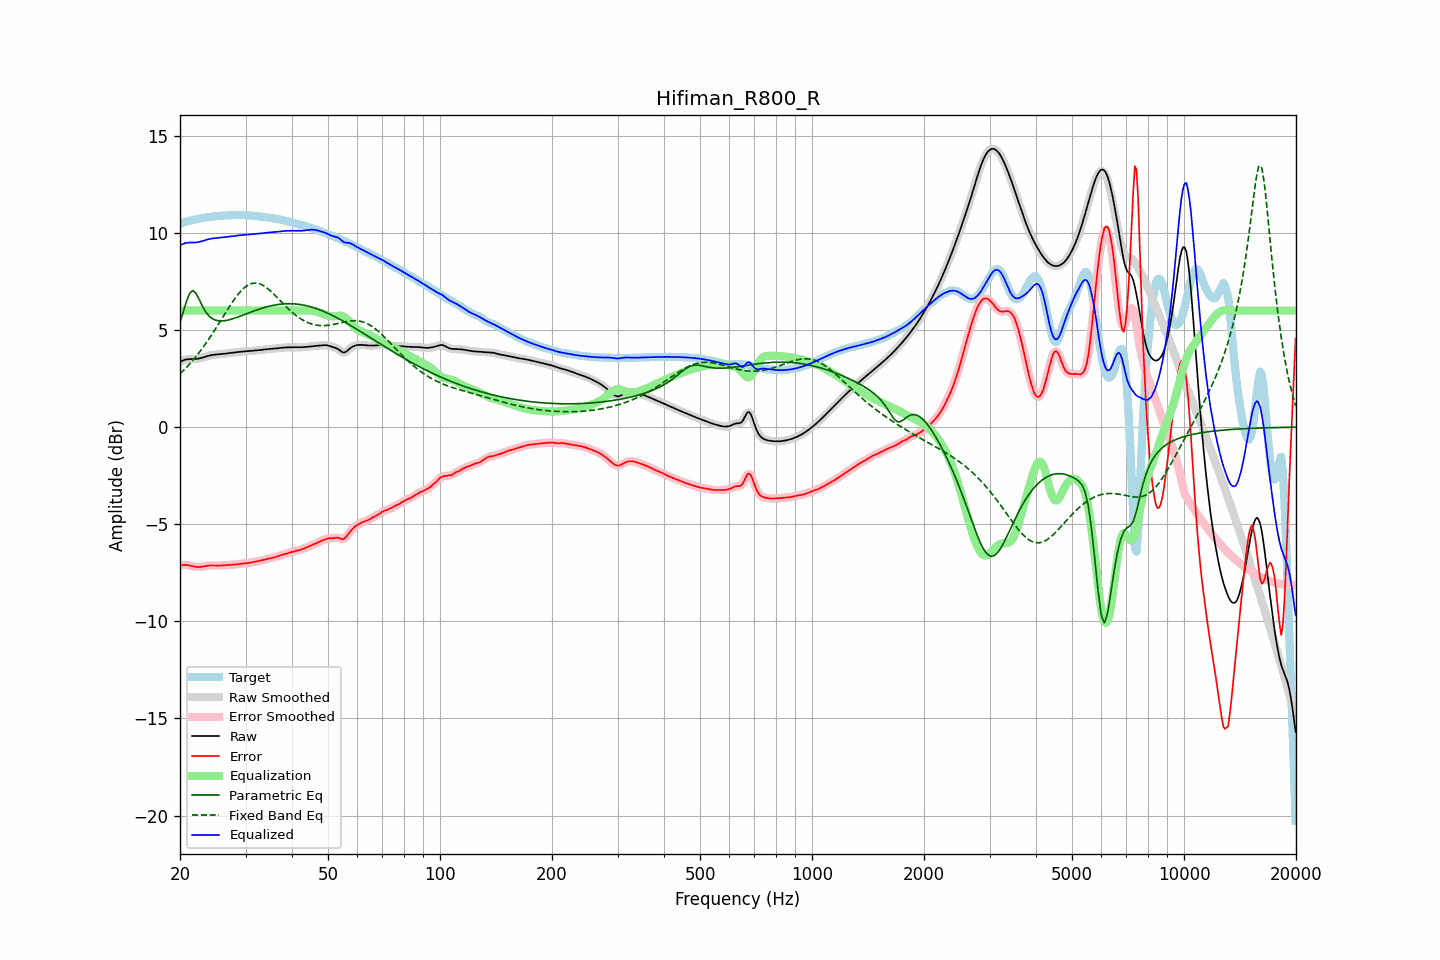 Hifiman_R800_R
15
10
5
0
−5
−10
−15
−20
Amplitude (dBr)
Target
Raw Smoothed
Error Smoothed
Raw
Error
Equalization
Parametric Eq
Fixed Band Eq
Equalized
20
50
100
200
500
1000
2000
5000
10000
20000
Frequency (Hz)